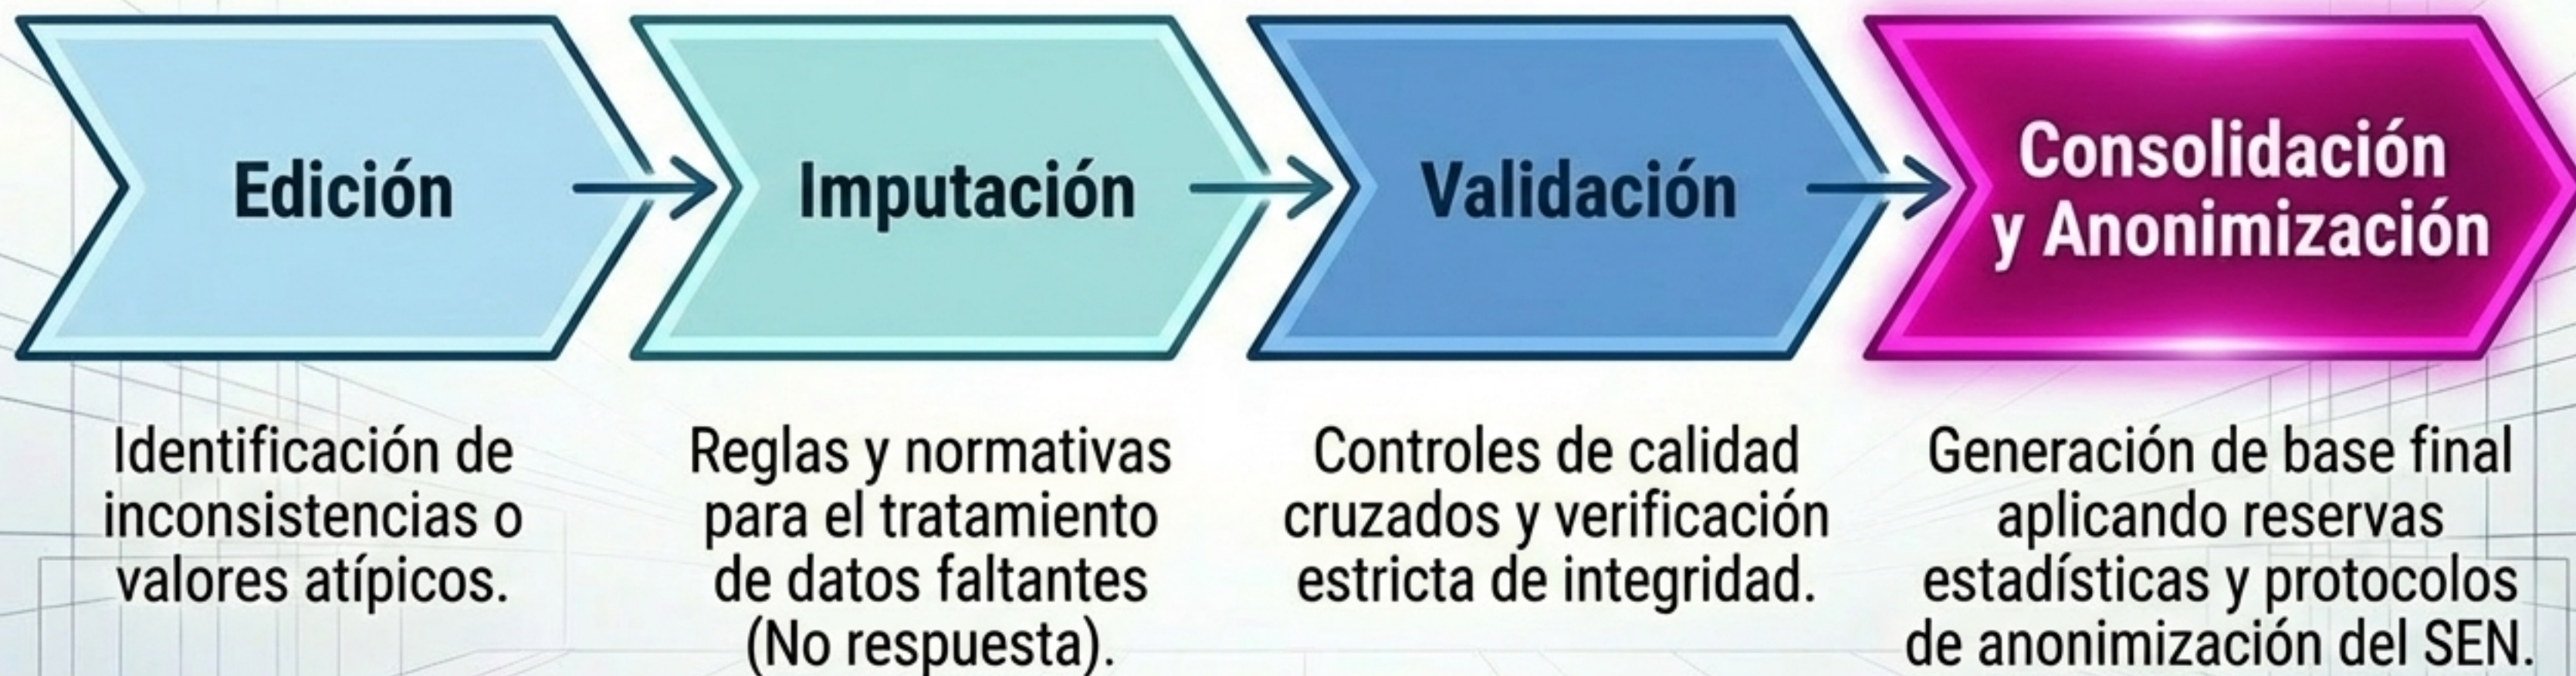 Edición
Imputación
Validación
Consolidación
y Anonimización
Identificación de
inconsistencias o
valores atípicos.
Reglas y normativas
para el tratamiento
de datos faltantes
(No respuesta).
Controles de calidad
cruzados y verificación
estricta de integridad.
Generación de base final
aplicando reservas
estadísticas y protocolos
de anonimización del SEN.